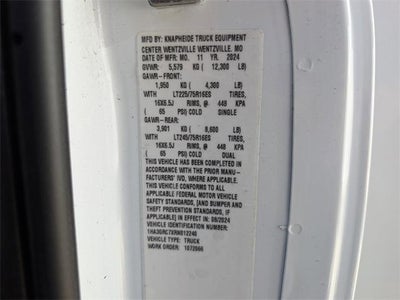 MFD BY: KNAPHEIDE TRUCK EQUIPMENT
CENTER WENTZVILLE WENTZVILLE, MO
DATE OF MFD: MO. 11 YR. 2024
GVWR: 5,579 KG ( 12,300 LB)
GAWR-FRONT:
1,950 KG ( 4,300 LB)
WITH LT225/75R16ES TIRES,
16X6.5J RIMS, @ 448 KPA
( 65 PSI) COLD SINGLE
GAWR-REAR:
3,901 KG ( 8,600 LB)
WITH LT245/75R16ES TIRES,
16X6.5J RIMS, @ 448 KPA
( 65 PSI) COLD DUAL
THIS VEHICLE HAS BEEN COMPLETED IN
ACCORDANCE WITH THE PRIOR MANU-
FACTURERS' IVD, WHERE APPLICABLE.
THIS VEHICLE CONFORMS TO ALL
APPLICABLE FEDERAL MOTOR VEHICLE
SAFETY STANDARDS, [AND BUMPER AND
THEFT PREVENTION STANDARDS, IF
APPLICABLE] IN EFFECT IN: 08/2024
VEHICLE IDENTIFICATION NUMBER:
VEHICLE TYPE: TRUCK
WORK ORDER: 1072966